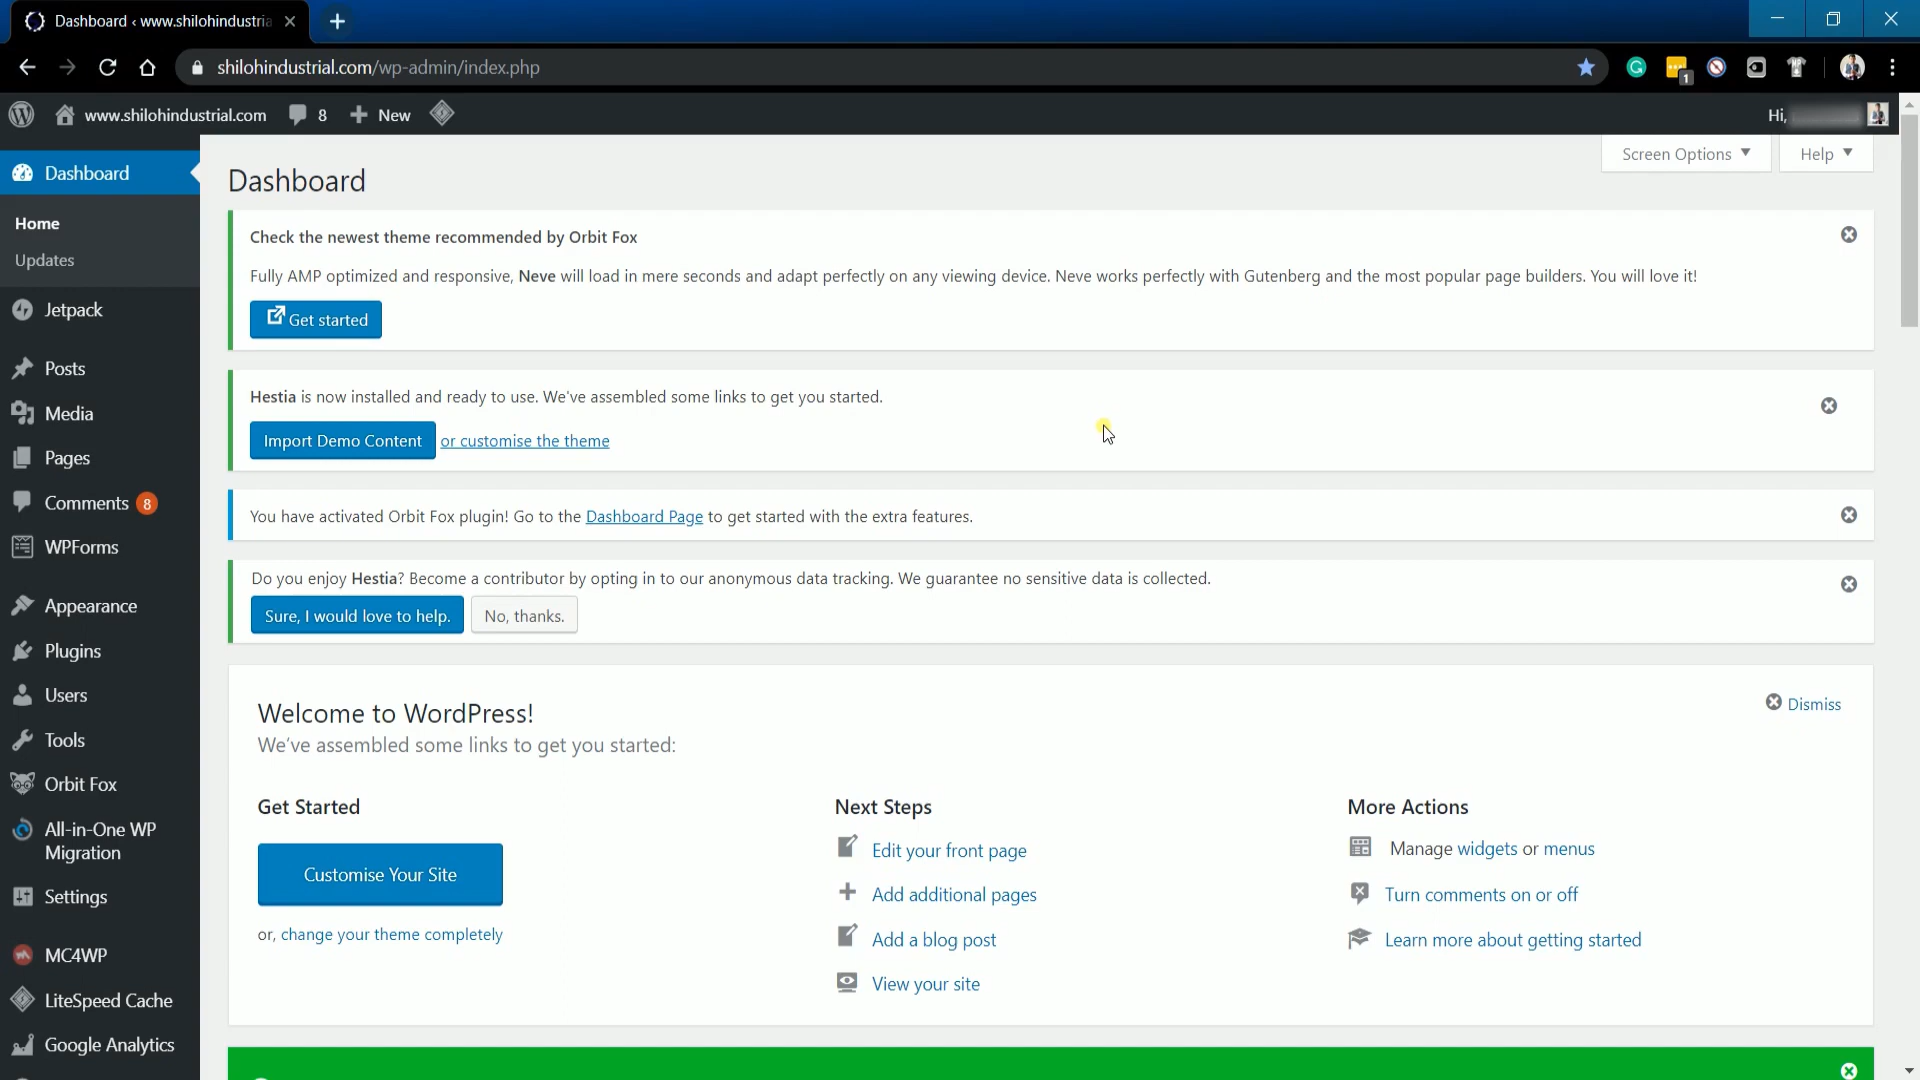 Dashboard ‹ www.shilohindustria
shilohindustrial.com/wp-admin/index.php
1
www.shilohindustrial.com 8 New
Hi,
Dashboard
Home
Updates
Jetpack
Posts
Media
Pages
Comments 8
WPForms
Appearance
Plugins
Users
Tools
Orbit Fox
All-in-One WP
Migration
Settings
MC4WP
LiteSpeed Cache
Google Analytics
Screen Options Help
Dashboard
Check the newest theme recommended by Orbit Fox
Fully AMP optimized and responsive, Neve will load in mere seconds and adapt perfectly on any viewing device. Neve works perfectly with Gutenberg and the most popular page builders. You will love it!
Get started
Hestia is now installed and ready to use. We've assembled some links to get you started.
Import Demo Content or customise the theme
You have activated Orbit Fox plugin! Go to the Dashboard Page to get started with the extra features.
Do you enjoy Hestia? Become a contributor by opting in to our anonymous data tracking. We guarantee no sensitive data is collected.
Sure, I would love to help. No, thanks.
Welcome to WordPress!
Dismiss
We've assembled some links to get you started:
Get Started
Customise Your Site
or, change your theme completely
Next Steps
Edit your front page
Add additional pages
Add a blog post
View your site
More Actions
Manage widgets or menus
Turn comments on or off
Learn more about getting started